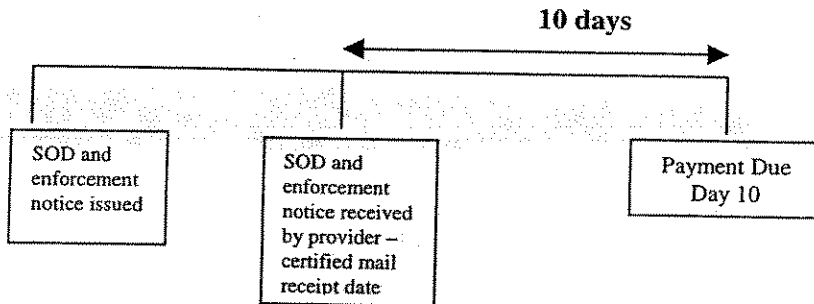 10 days
SOD and
enforcement
notice issued
SOD and
enforcement
notice received
by provider –
certified mail
receipt date
Payment Due
Day 10